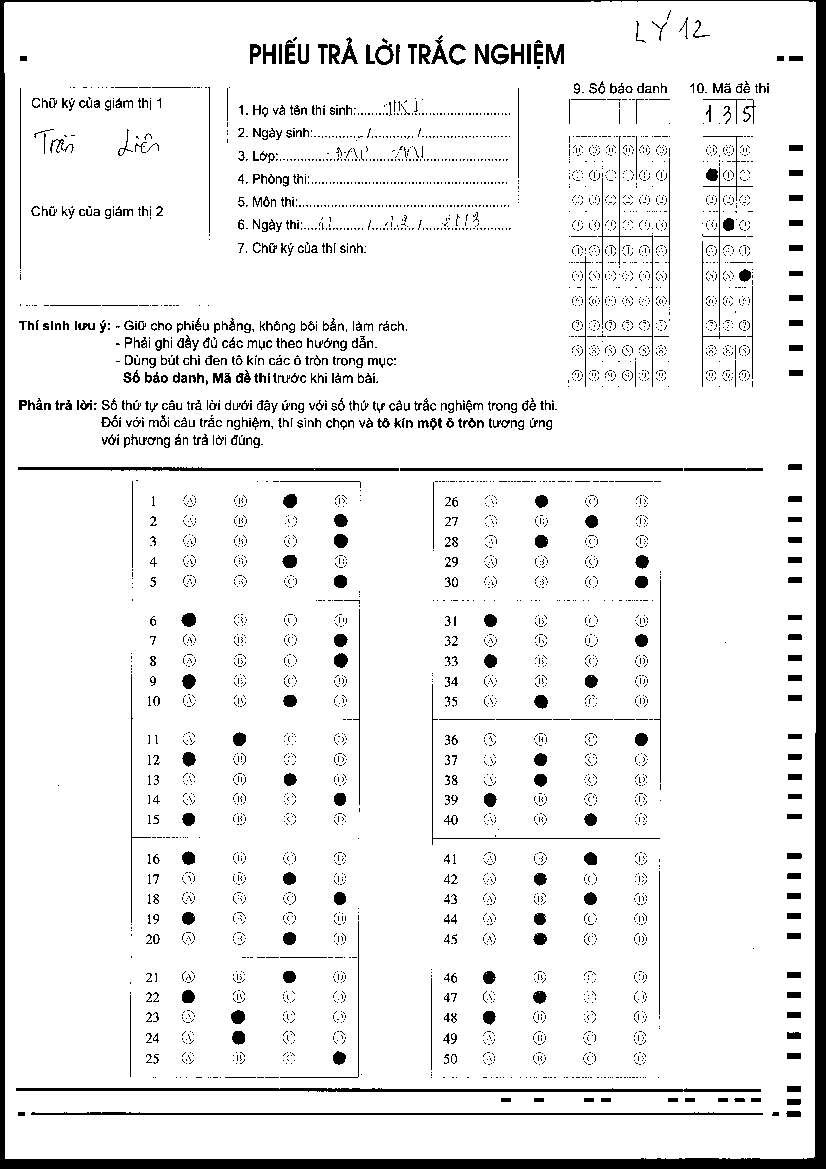 LÝ 12
PHIẾU TRẢ LỜI TRẮC NGHIỆM
Chữ ký của giám thị 1
Trần Liên
Chữ ký của giám thị 2
1. Họ và tên thí sinh:
2. Ngày sinh: / /
3. Lớp:
4. Phòng thi:
5. Môn thi:
6. Ngày thi: / /
7. Chữ ký của thí sinh:
9. Số báo danh
10. Mã đề thi
1 3 5
Thí sinh lưu ý: - Giữ cho phiếu phẳng, không bôi bẩn, làm rách.
- Phải ghi đầy đủ các mục theo hướng dẫn.
- Dùng bút chì đen tô kín các ô tròn trong mục:
Số báo danh, Mã đề thi trước khi làm bài.
Phần trả lời: Số thứ tự câu trả lời dưới đây ứng với số thứ tự câu trắc nghiệm trong đề thi.
Đối với mỗi câu trắc nghiệm, thí sinh chọn và tô kín một ô tròn tương ứng
với phương án trả lời đúng.
1 A B D
2 A B C
3 A B C
4 A B D
5 A B C
6 B C D
7 A B C
8 A B C
9 B C D
10 A B D
11 A C D
12 B C D
13 A B D
14 A B C
15 B C D
16 B C D
17 A B D
18 A B C
19 B C D
20 A B D
21 A B D
22 B C D
23 A C D
24 A C D
25 A B C
26 A C D
27 A B D
28 A C D
29 A B C
30 A B C
31 B C D
32 A B C
33 B C D
34 A B D
35 A C D
36 A B C
37 A C D
38 A C D
39 B C D
40 A B D
41 A B D
42 A C D
43 A B D
44 A C D
45 A C D
46 B C D
47 A C D
48 B C D
49 A B C D
50 A B C D